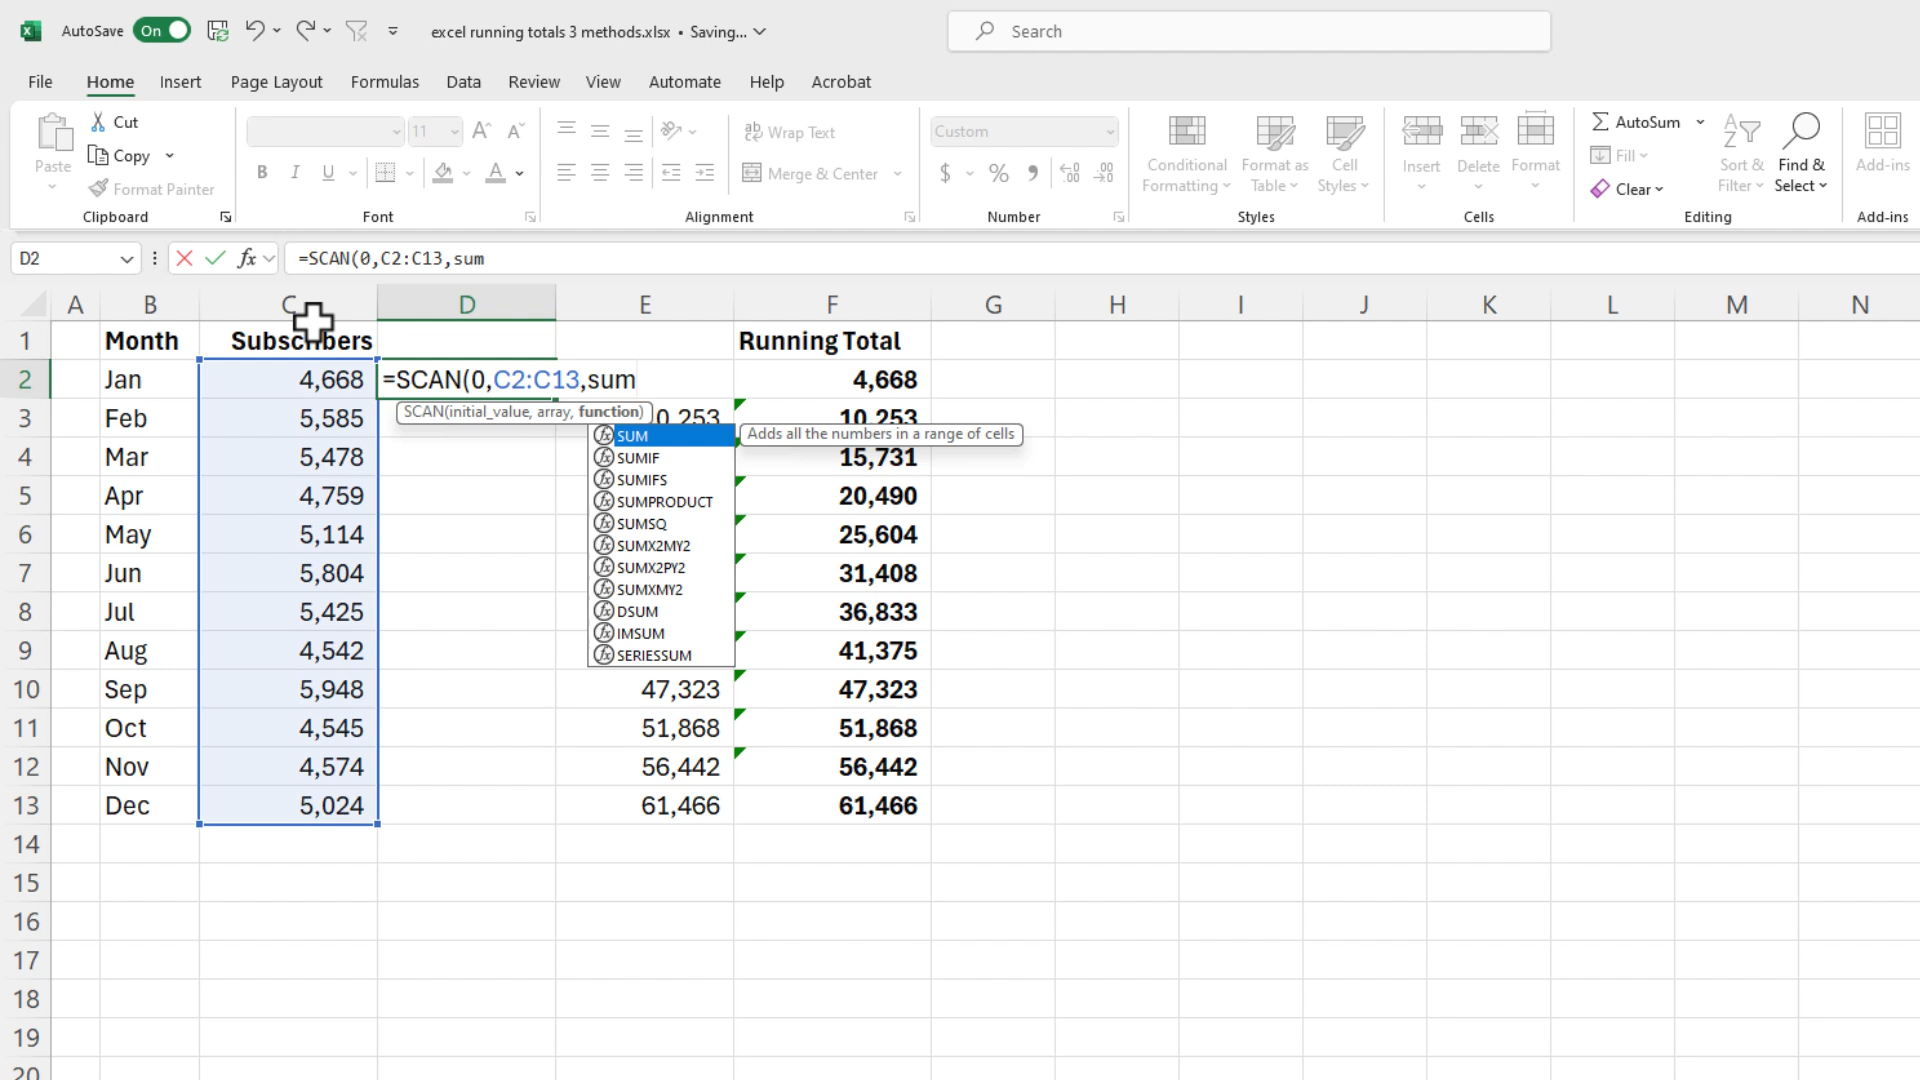 AutoSave On excel running totals 3 methods.xlsx • Saving... Search
File Home Insert Page Layout Formulas Data Review View Automate Help Acrobat
Paste
Cut
Copy
Format Painter
Clipboard
11
B I U
A
Font
ab Wrap Text
Merge & Center
Alignment
Custom
$ % 9
Number
Conditional Formatting
Format as Table
Cell Styles
Styles
Insert
Delete
Format
Cells
AutoSum
Fill
Clear
Sort & Filter
Find & Select
Editing
Add-ins
Add-ins
D2 fx =SCAN(0,C2:C13,sum
A B C D E F G H I J K L M N
1 Month Subscribers Running Total
2 Jan 4,668 =SCAN(0,C2:C13,sum 4,668
SCAN(initial_value, array, function)
3 Feb 5,585 0,253 10,253
SUM Adds all the numbers in a range of cells
4 Mar 5,478 15,731
SUMIF
SUMIFS
5 Apr 4,759 20,490
SUMPRODUCT
SUMSQ
6 May 5,114 25,604
SUMX2MY2
SUMX2PY2
7 Jun 5,804 31,408
SUMXMY2
8 Jul 5,425 36,833
DSUM
IMSUM
9 Aug 4,542 41,375
SERIESSUM
10 Sep 5,948 47,323 47,323
11 Oct 4,545 51,868 51,868
12 Nov 4,574 56,442 56,442
13 Dec 5,024 61,466 61,466
14
15
16
17
18
19
20